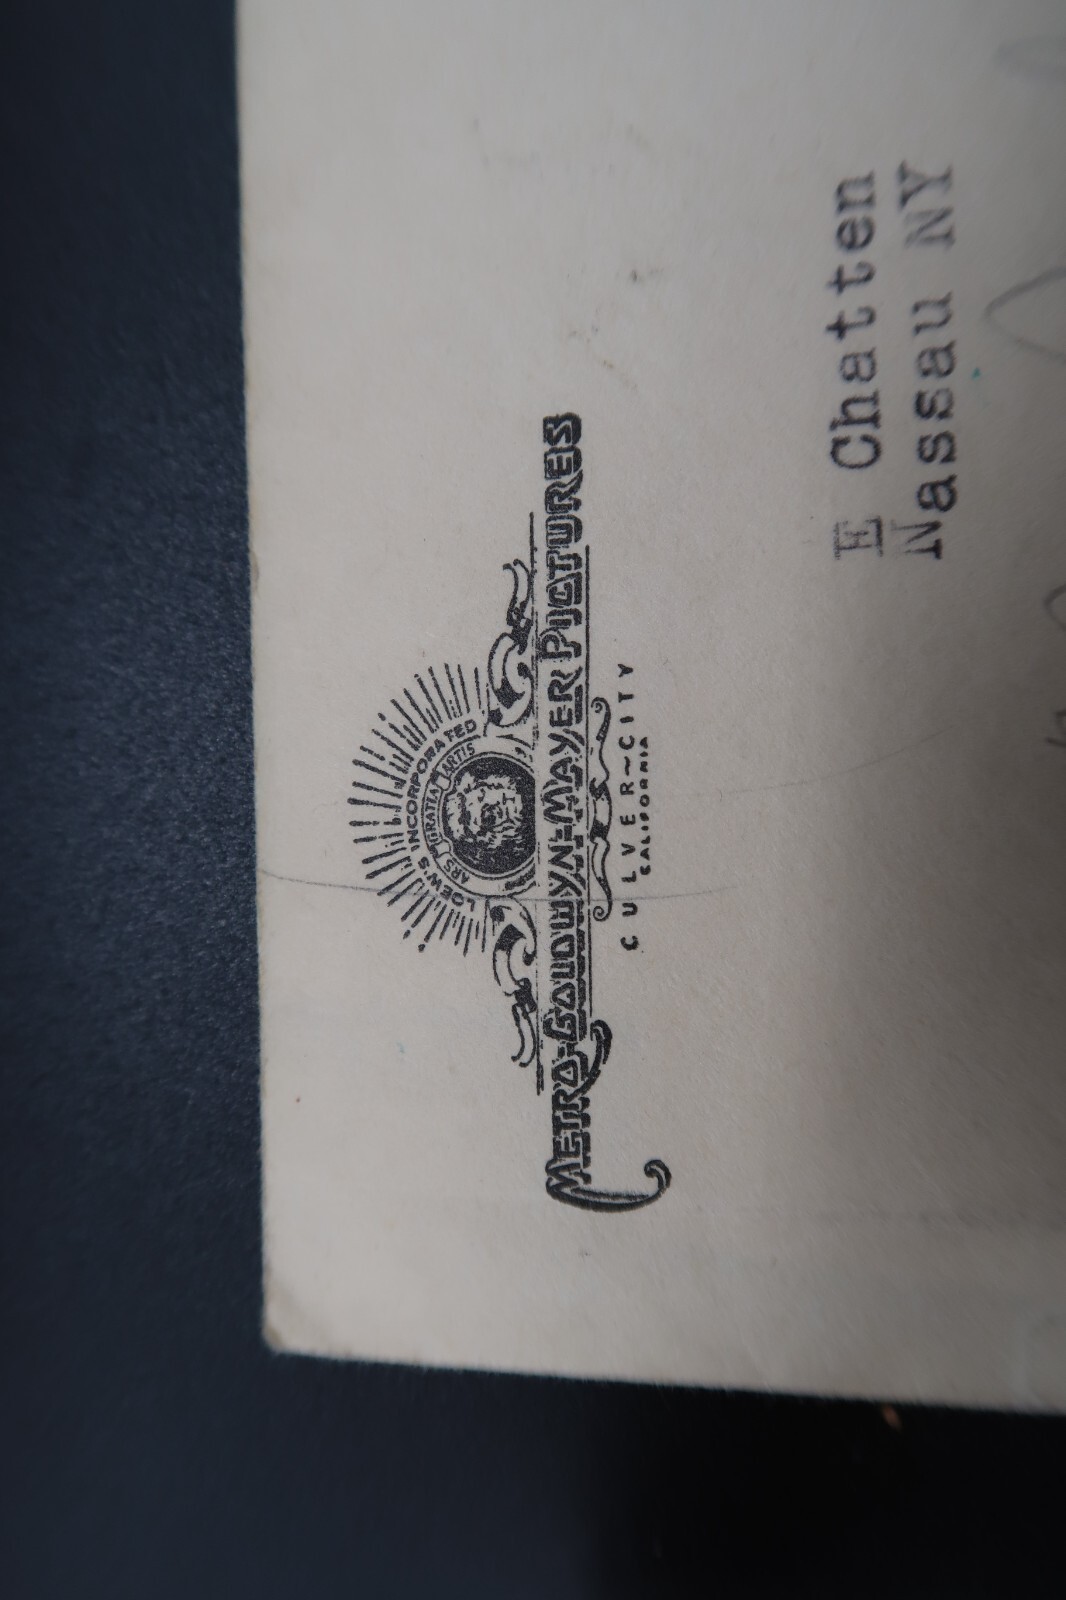 LOEW'S INCORPORATED
ARS GRATIA ARTIS
METRO-GOLDWYN-MAYER PICTURES
CULVER~CITY
CALIFORNIA
E Chatten
Nassau NY